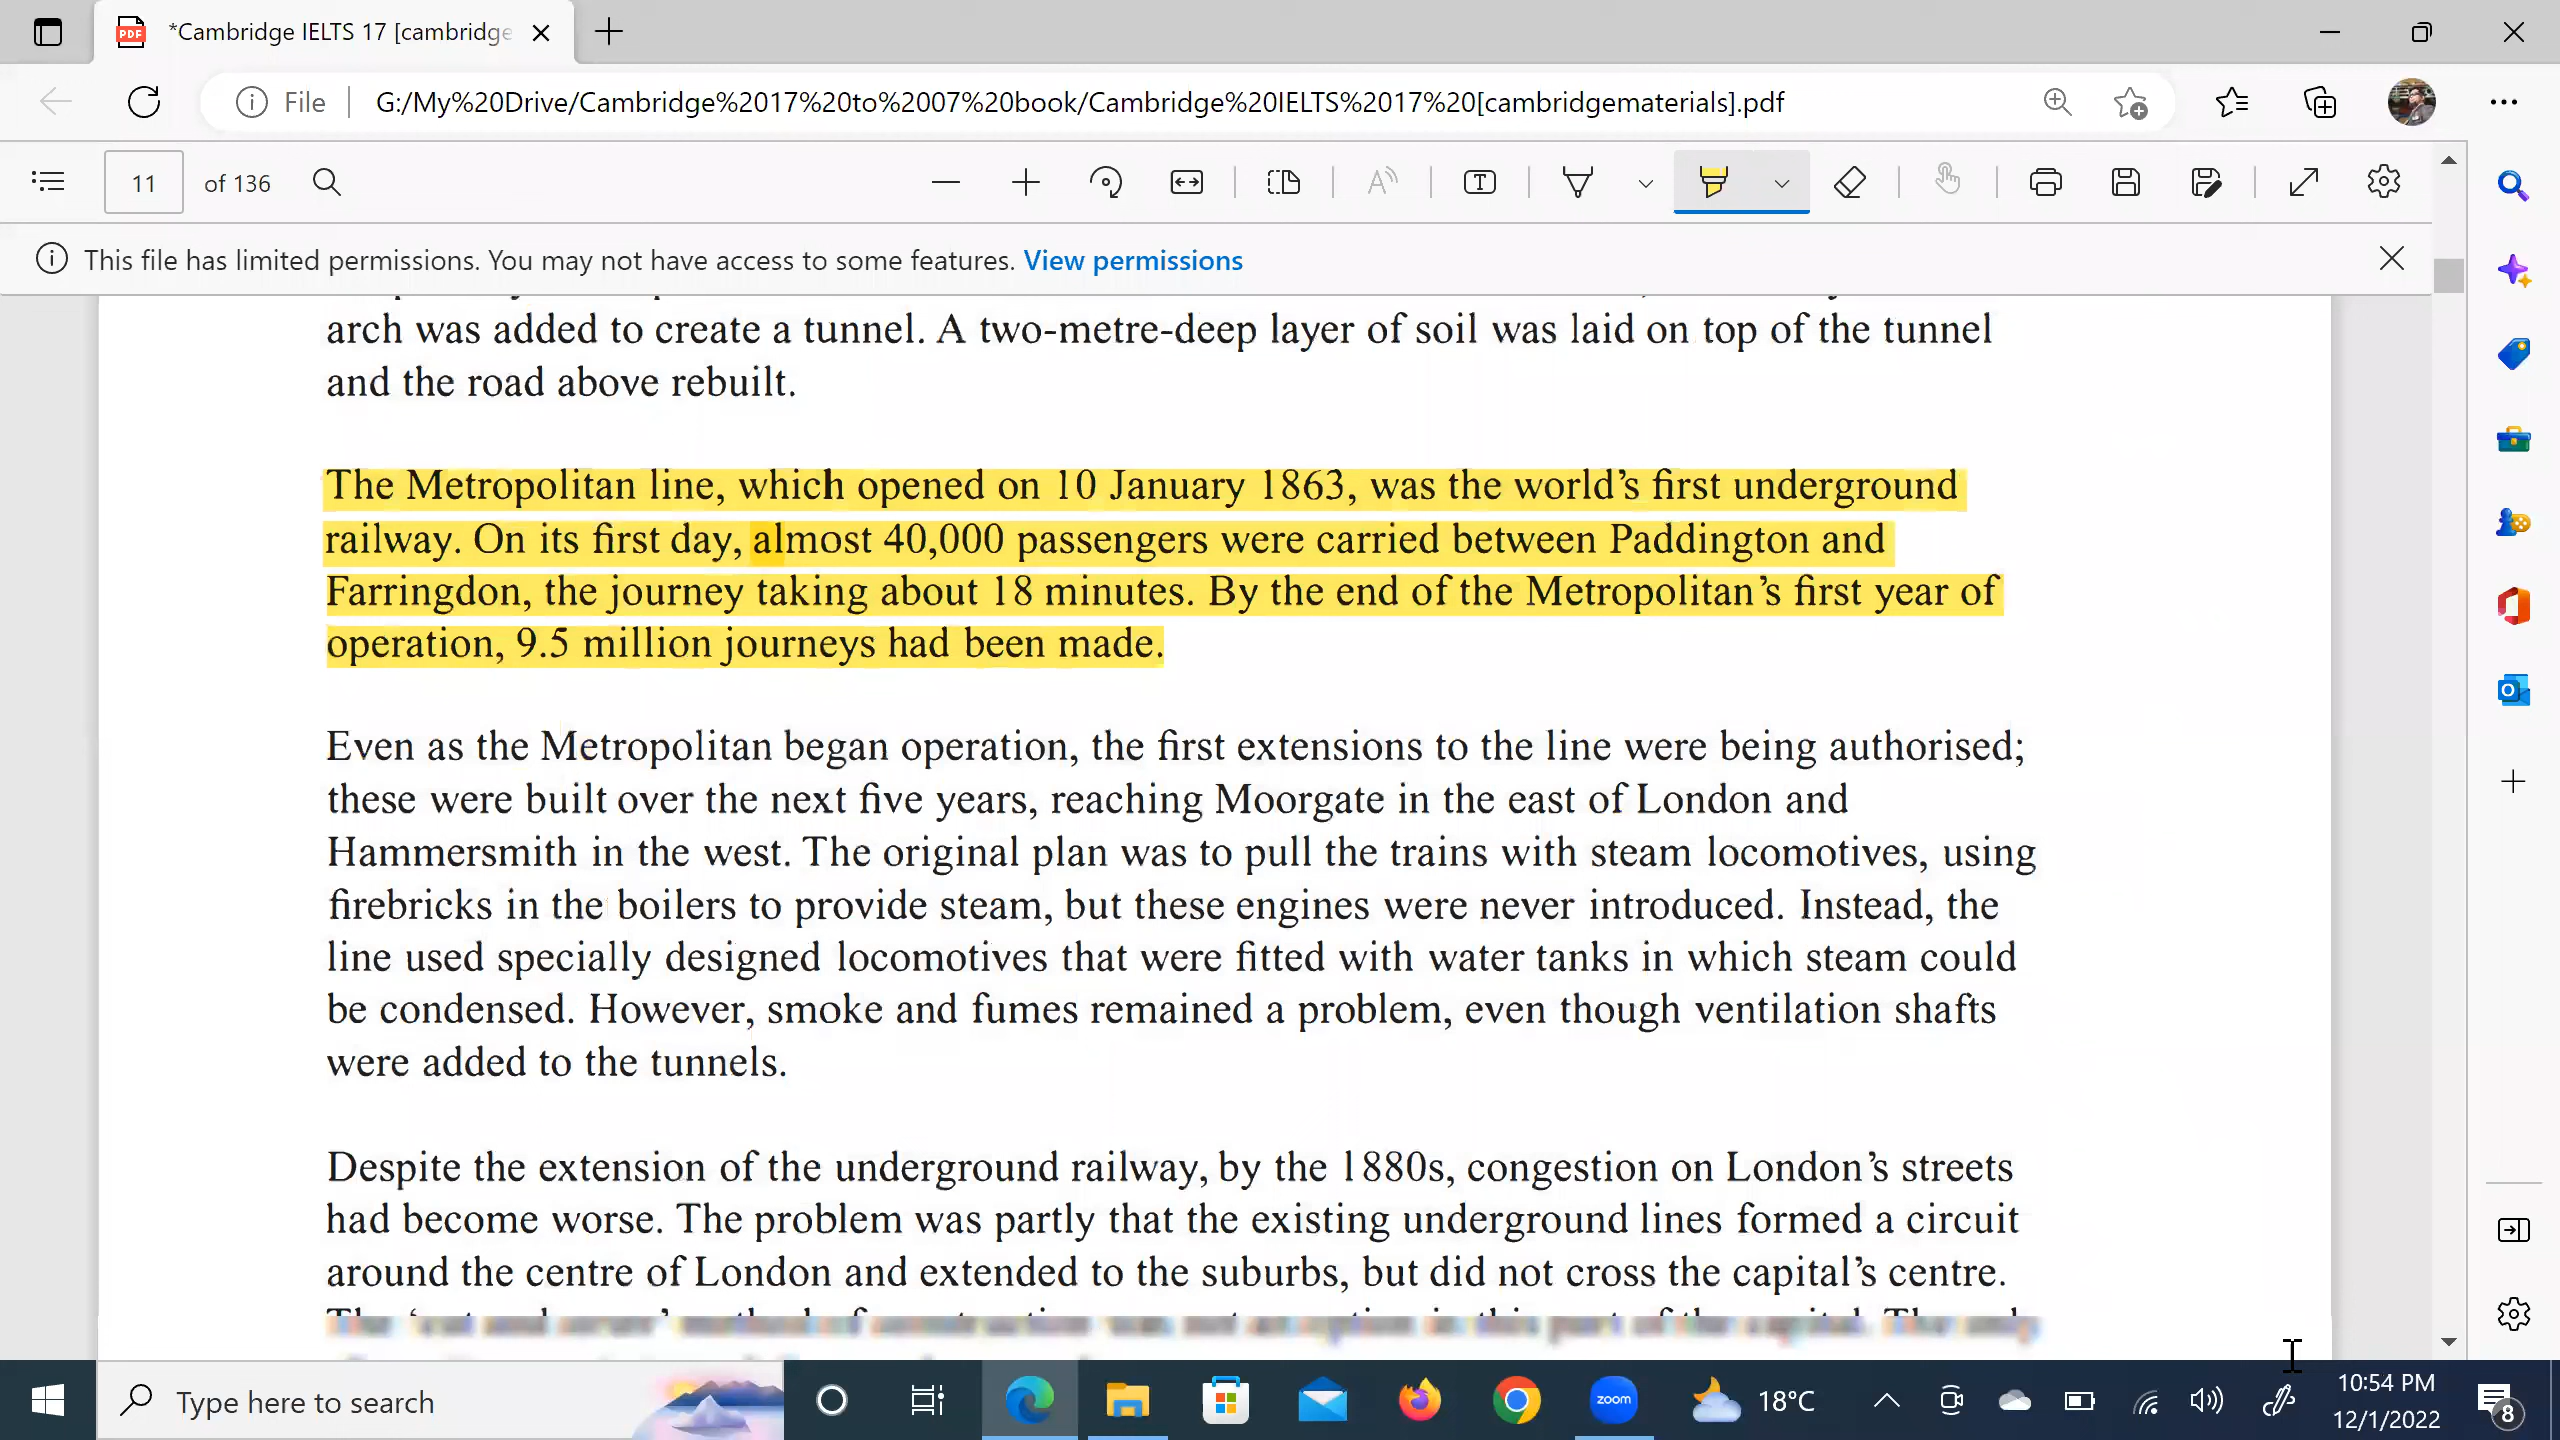 *Cambridge IELTS 17 [cambridge
File
G:/My%20Drive/Cambridge%2017%20to%2007%20book/Cambridge%20IELTS%2017%20[cambridgematerials].pdf
11 of 136
This file has limited permissions. You may not have access to some features. View permissions
arch was added to create a tunnel. A two-metre-deep layer of soil was laid on top of the tunnel
and the road above rebuilt.
The Metropolitan line, which opened on 10 January 1863, was the world's first underground
railway. On its first day, almost 40,000 passengers were carried between Paddington and
Farringdon, the journey taking about 18 minutes. By the end of the Metropolitan's first year of
operation, 9.5 million journeys had been made.
Even as the Metropolitan began operation, the first extensions to the line were being authorised;
these were built over the next five years, reaching Moorgate in the east of London and
Hammersmith in the west. The original plan was to pull the trains with steam locomotives, using
firebricks in the boilers to provide steam, but these engines were never introduced. Instead, the
line used specially designed locomotives that were fitted with water tanks in which steam could
be condensed. However, smoke and fumes remained a problem, even though ventilation shafts
were added to the tunnels.
Despite the extension of the underground railway, by the 1880s, congestion on London's streets
had become worse. The problem was partly that the existing underground lines formed a circuit
around the centre of London and extended to the suburbs, but did not cross the capital's centre.
Type here to search
zoom
18°C
10:54 PM
12/1/2022
8